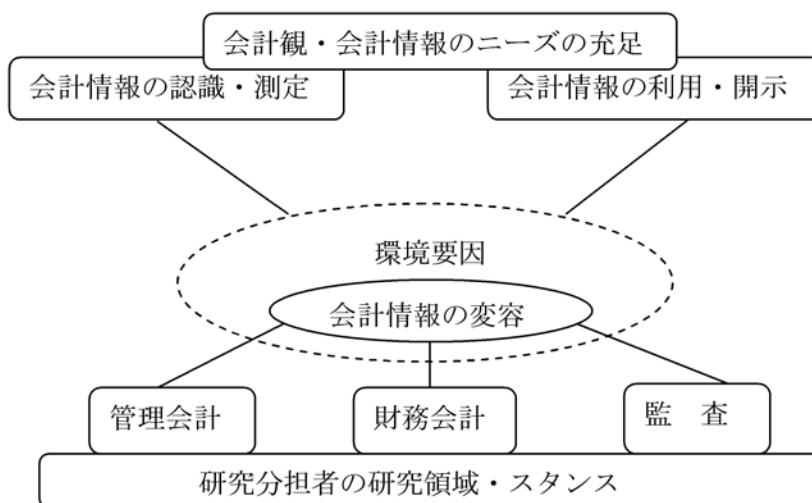 会計観・会計情報のニーズの充足
会計情報の認識・測定
会計情報の利用・開示
環境要因
会計情報の変容
管理会計
財務会計
監　査
研究分担者の研究領域・スタンス